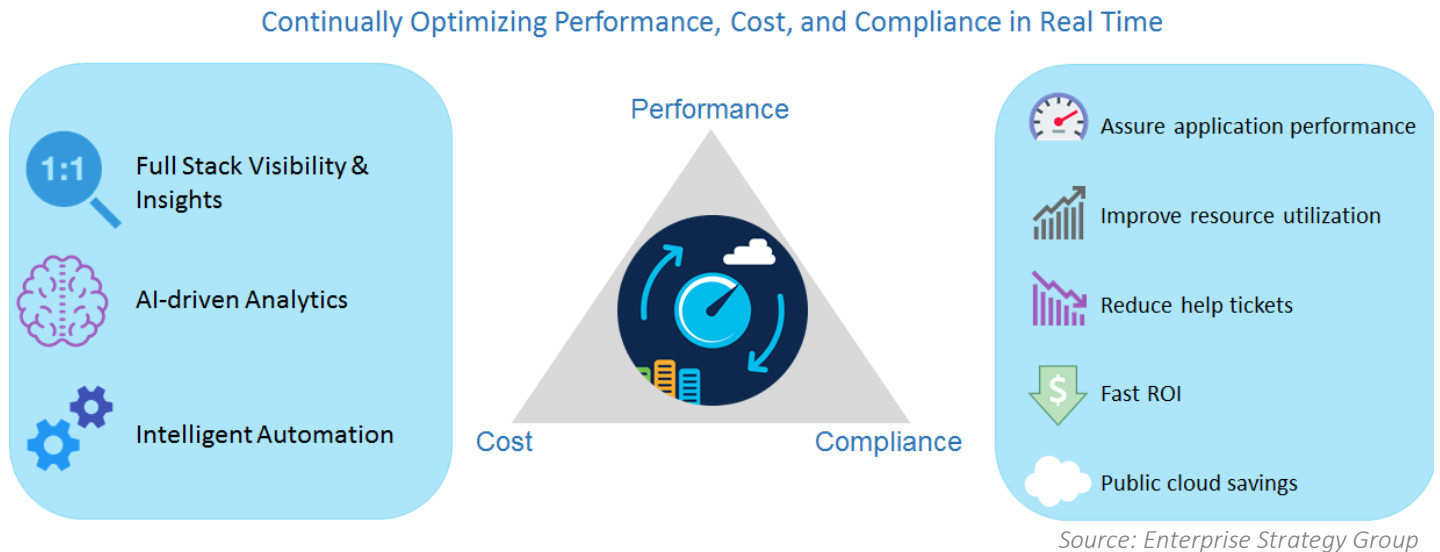 Continually Optimizing Performance, Cost, and Compliance in Real Time
1:1
Full Stack Visibility &
Insights
AI-driven Analytics
Intelligent Automation
Performance
Cost
Compliance
Assure application performance
Improve resource utilization
Reduce help tickets
$
Fast ROI
Public cloud savings
Source: Enterprise Strategy Group